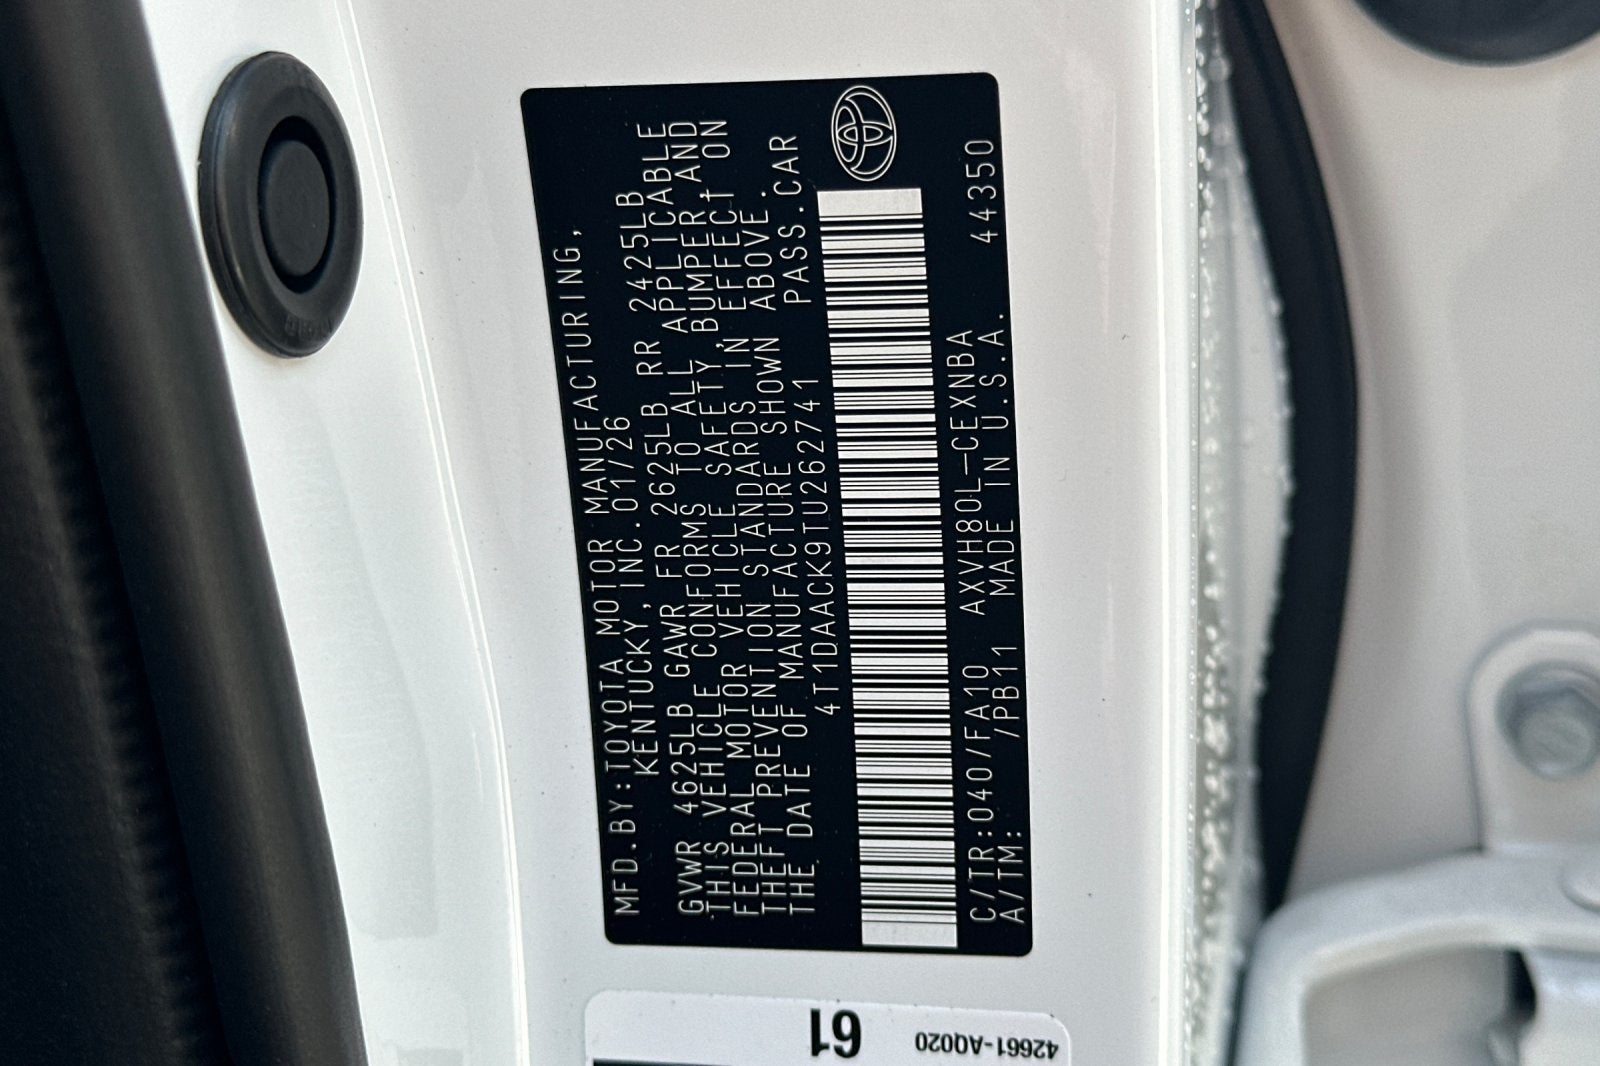 MFD.BY:TOYOTA MOTOR MANUFACTURING,
KENTUCKY,INC.01/26
GVWR 4625LB GAWR FR 2625LB RR 2425LB
THIS VEHICLE CONFORMS TO ALL APPLICABLE
FEDERAL MOTOR VEHICLE SAFETY,BUMPER,AND
THEFT PREVENTION STANDARDS IN EFFECT ON
THE DATE OF MANUFACTURE SHOWN ABOVE.
4T1DAACK9TU262741 PASS.CAR
C/TR:040/FA10 AXVH80L-CEXNBA
A/TM: /PB11 MADE IN U.S.A. 44350
61
42661-AQ020